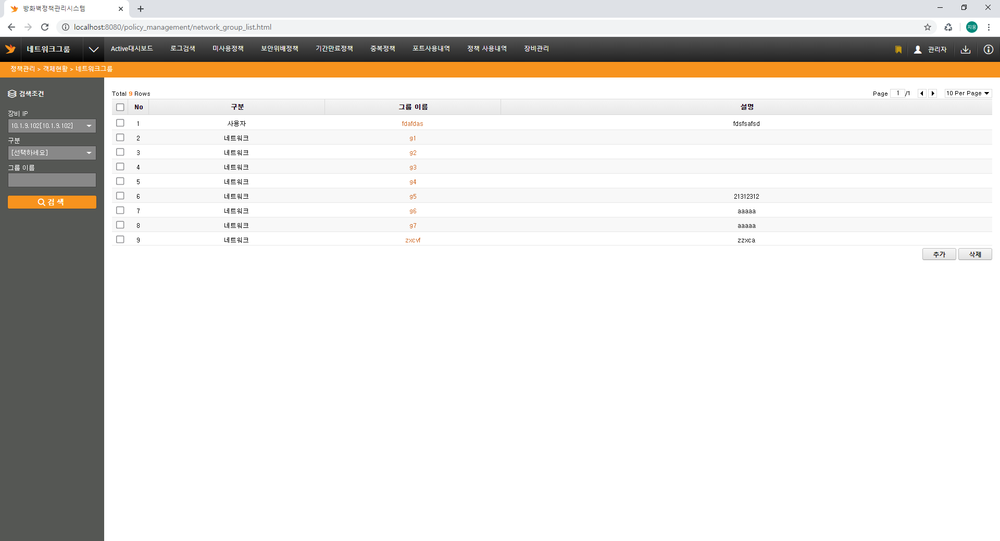 방화벽정책관리시스템
localhost:8080/policy_management/network_group_list.html
지웅
네트워크그룹 Active대시보드 로그검색 미사용정책 보안위배정책 기간만료정책 중복정책 포트사용내역 정책 사용내역 장비관리 관리자
정책관리 > 객체현황 > 네트워크그룹
검색조건
장비 IP
10.1.9.102[10.1.9.102]
구분
[선택하세요]
그룹 이름
검 색
Total 9 Rows Page 1 /1 10 Per Page
No 구분 그룹 이름 설명
1 사용자 fdafdas fdsfsafsd
2 네트워크 g1
3 네트워크 g2
4 네트워크 g3
5 네트워크 g4
6 네트워크 g5 21312312
7 네트워크 g6 aaaaa
8 네트워크 g7 aaaaa
9 네트워크 zxcvf zzxca
추가 삭제